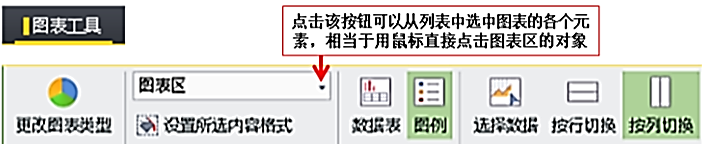 图表工具
点击该按钮可以从列表中选中图表的各个元
素，相当于用鼠标直接点击图表区的对象
图表区
更改图表类型
设置所选内容格式
数据表
图例
选择数据
按行切换
按列切换